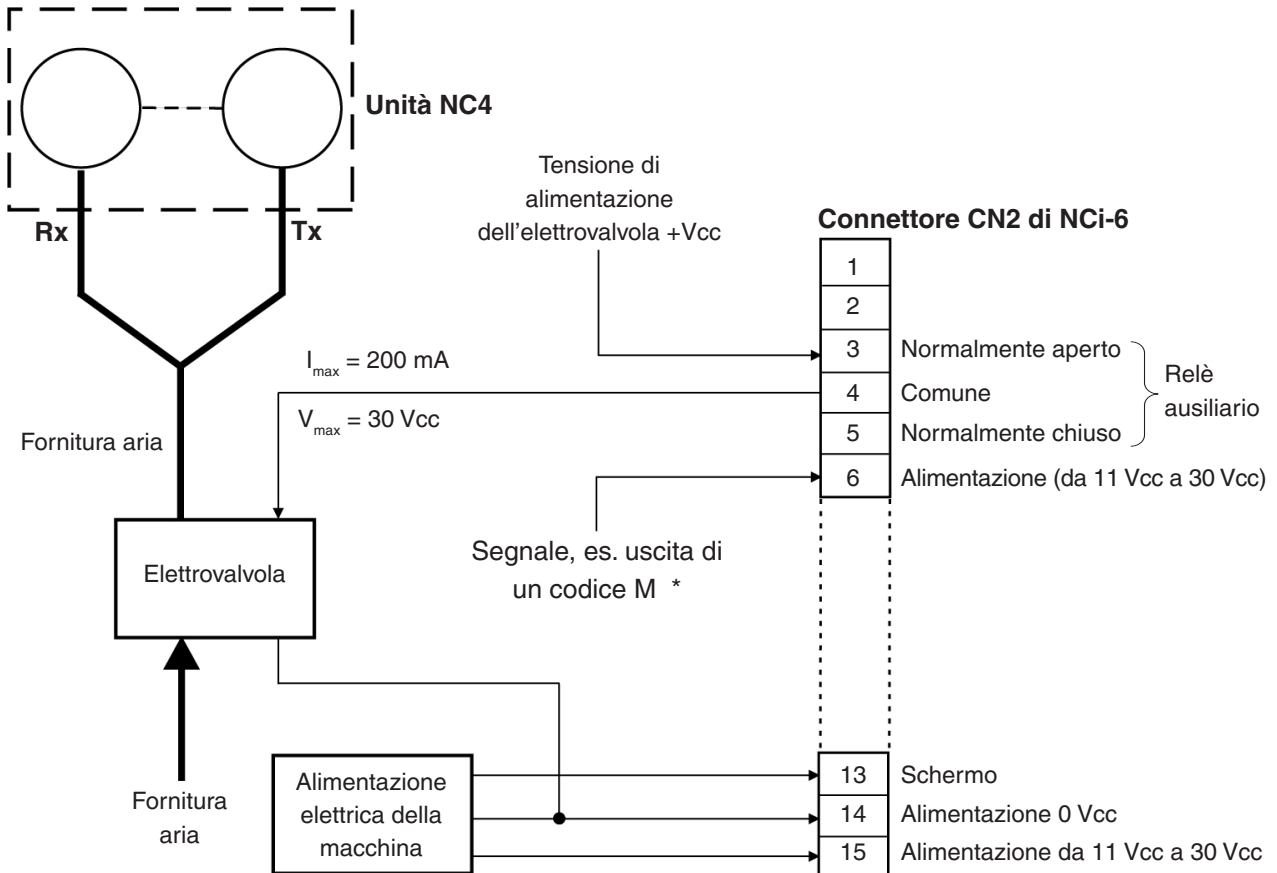 Unità NC4
Rx
Tx
Tensione di
alimentazione
dell'elettrovalvola +Vcc
Connettore CN2 di NCi-6
1
2
3 Normalmente aperto
4 Comune
5 Normalmente chiuso
Relè
ausiliario
6 Alimentazione (da 11 Vcc a 30 Vcc)
I max = 200 mA
V max = 30 Vcc
Fornitura aria
Segnale, es. uscita di
un codice M *
Elettrovalvola
Fornitura
aria
Alimentazione
elettrica della
macchina
13 Schermo
14 Alimentazione 0 Vcc
15 Alimentazione da 11 Vcc a 30 Vcc